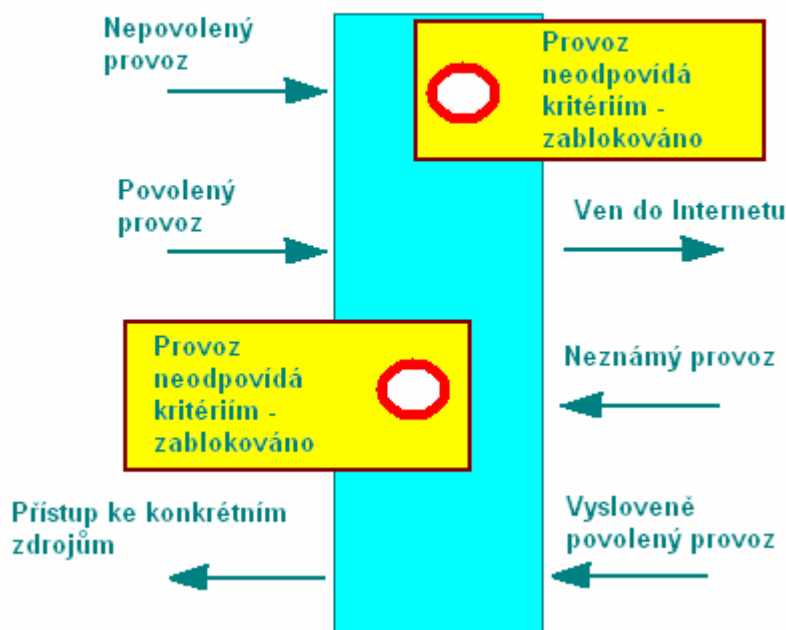 Nepovolený
provoz
Provoz
neodpovídá
kritériím -
zablokováno
Povolený
provoz
Ven do Internetu
Provoz
neodpovídá
kritériím -
zablokováno
Neznámý provoz
Přístup ke konkrétním
zdrojům
Vysloveně
povolený provoz